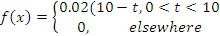 f(x) = {0.02(10 − t, 0 < t < 10
0, elsewhere